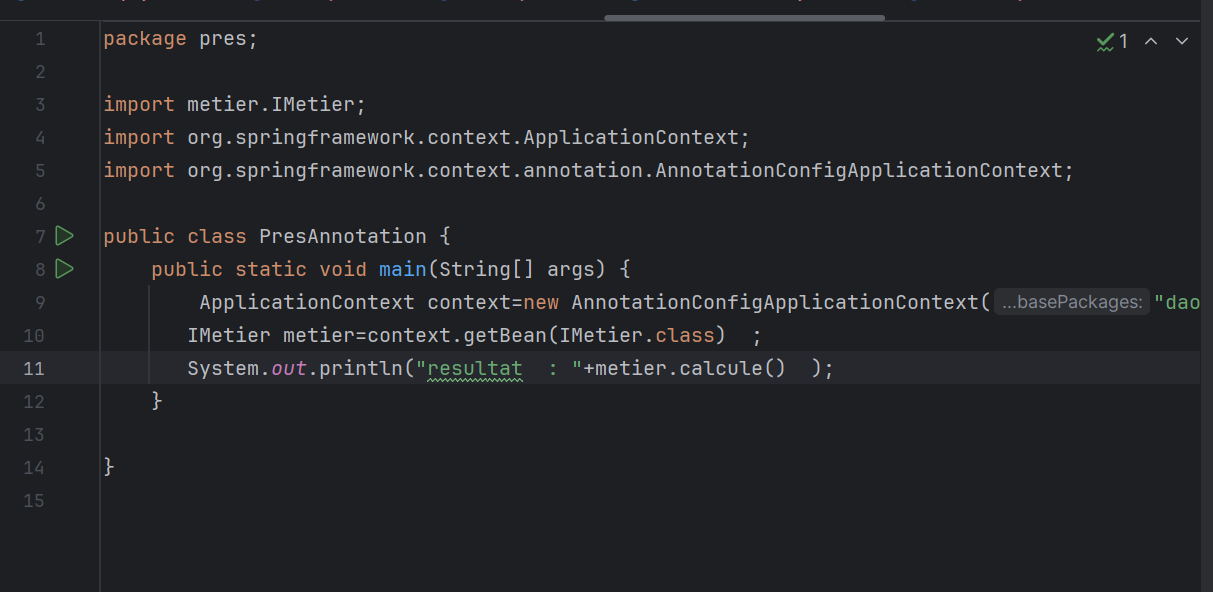 1 package pres;
1
2
3 import metier.IMetier;
4 import org.springframework.context.ApplicationContext;
5 import org.springframework.context.annotation.AnnotationConfigApplicationContext;
6
7 public class PresAnnotation {
8 public static void main(String[] args) {
9 ApplicationContext context=new AnnotationConfigApplicationContext( ...basePackages: "dao
10 IMetier metier=context.getBean(IMetier.class)  ;
11 System.out.println("resultat  : "+metier.calcule()  );
12 }
13
14 }
15